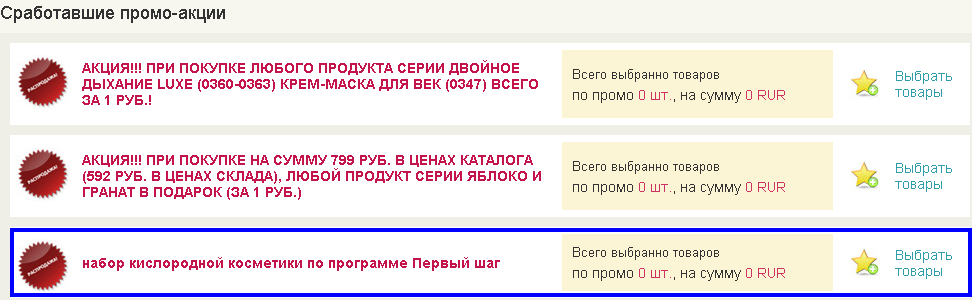 Сработавшие промо-акции
РАСПРОДАЖА!
АКЦИЯ!!! ПРИ ПОКУПКЕ ЛЮБОГО ПРОДУКТА СЕРИИ ДВОЙНОЕ
ДЫХАНИЕ LUXE (0360-0363) КРЕМ-МАСКА ДЛЯ ВЕК (0347) ВСЕГО
ЗА 1 РУБ.!
Всего выбранно товаров
по промо 0 шт., на сумму 0 RUR
Выбрать
товары
РАСПРОДАЖА!
АКЦИЯ!!! ПРИ ПОКУПКЕ НА СУММУ 799 РУБ. В ЦЕНАХ КАТАЛОГА
(592 РУБ. В ЦЕНАХ СКЛАДА), ЛЮБОЙ ПРОДУКТ СЕРИИ ЯБЛОКО И
ГРАНАТ В ПОДАРОК (ЗА 1 РУБ.)
Всего выбранно товаров
по промо 0 шт., на сумму 0 RUR
Выбрать
товары
РАСПРОДАЖА!
набор кислородной косметики по программе Первый шаг
Всего выбранно товаров
по промо 0 шт., на сумму 0 RUR
Выбрать
товары